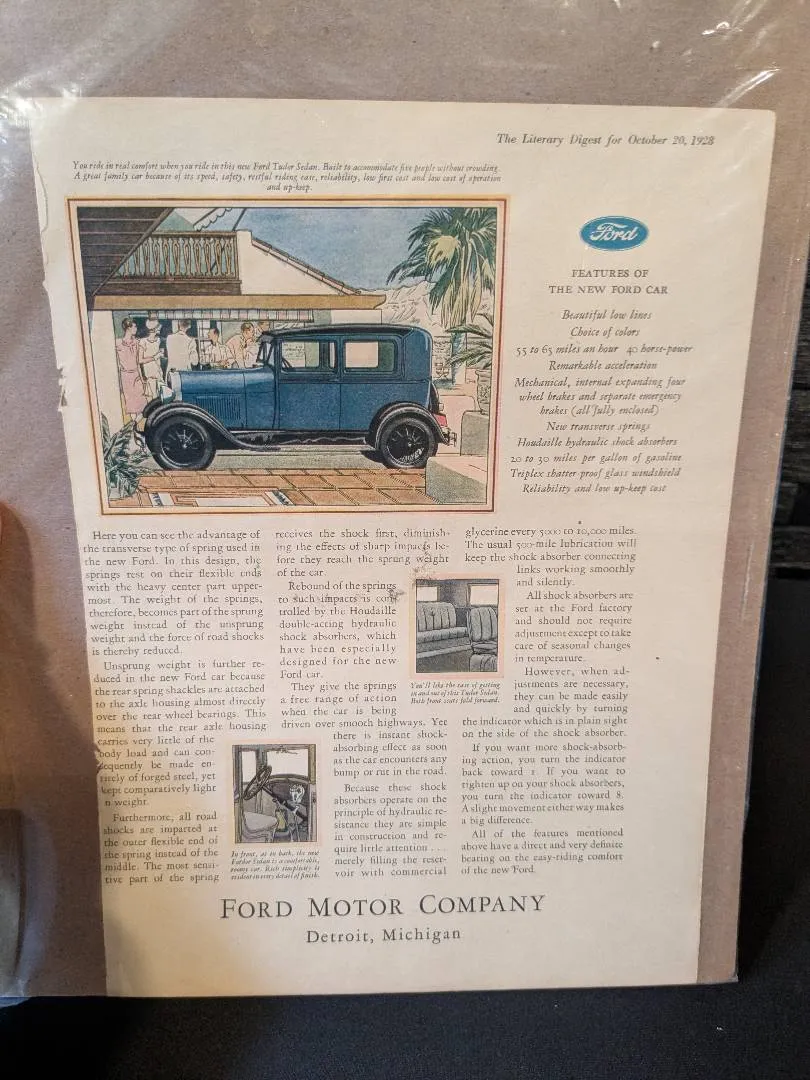 The Literary Digest for October 20, 1928
You ride in real comfort when you ride in this new Ford Tudor Sedan. Built to accommodate five people without crowding.
A great family car because of its speed, safety, restful riding ease, reliability, low first cost and low cost of operation
and up-keep.
Ford
FEATURES OF
THE NEW FORD CAR
Beautiful low lines
Choice of colors
55 to 65 miles an hour 40 horse-power
Remarkable acceleration
Mechanical, internal expanding four
wheel brakes and separate emergency
brakes (all fully enclosed)
New transverse springs
Houdaille hydraulic shock absorbers
20 to 30 miles per gallon of gasoline
Triplex shatter-proof glass windshield
Reliability and low up-keep cost
Here you can see the advantage of
the transverse type of spring used in
the new Ford. In this design, the
springs rest on their flexible ends
with the heavy center part upper-
most. The weight of the springs,
therefore, becomes part of the sprung
weight instead of the unsprung
weight and the force of road shocks
is thereby reduced.
Unsprung weight is further re-
duced in the new Ford car because
the rear spring shackles are attached
to the axle housing almost directly
over the rear wheel bearings. This
means that the rear axle housing
carries very little of the
body load and can con-
sequently be made en-
tirely of forged steel, yet
kept comparatively light
in weight.
Furthermore, all road
shocks are imparted at
the outer flexible end of
the spring instead of the
middle. The most sensi-
tive part of the spring
receives the shock first, diminish-
ing the effects of sharp impacts be-
fore they reach the sprung weight
of the car.
Rebound of the springs
to such impacts is con-
trolled by the Houdaille
double-acting hydraulic
shock absorbers, which
have been especially
designed for the new
Ford car.
They give the springs
a free range of action
when the car is being
driven over smooth highways. Yet
there is instant shock-
absorbing effect as soon
as the car encounters any
bump or rut in the road.
Because these shock
absorbers operate on the
principle of hydraulic re-
sistance they are simple
in construction and re-
quire little attention . . .
merely filling the reser-
voir with commercial
In front, as in back, the new
Tudor Sedan is a comfortable,
roomy car. Rich simplicity is
evident in every detail of finish.
glycerine every 5000 to 10,000 miles.
The usual 500-mile lubrication will
keep the shock absorber connecting
links working smoothly
and silently.
All shock absorbers are
set at the Ford factory
and should not require
adjustment except to take
care of seasonal changes
in temperature.
However, when ad-
justments are necessary,
they can be made easily
and quickly by turning
the indicator which is in plain sight
on the side of the shock absorber.
If you want more shock-absorb-
ing action, you turn the indicator
back toward 1. If you want to
tighten up on your shock absorbers,
you turn the indicator toward 8.
A slight movement either way makes
a big difference.
All of the features mentioned
above have a direct and very definite
bearing on the easy-riding comfort
of the new Ford.
You'll like the ease of getting
in and out of this Tudor Sedan.
Both front seats fold forward.
FORD MOTOR COMPANY
Detroit, Michigan